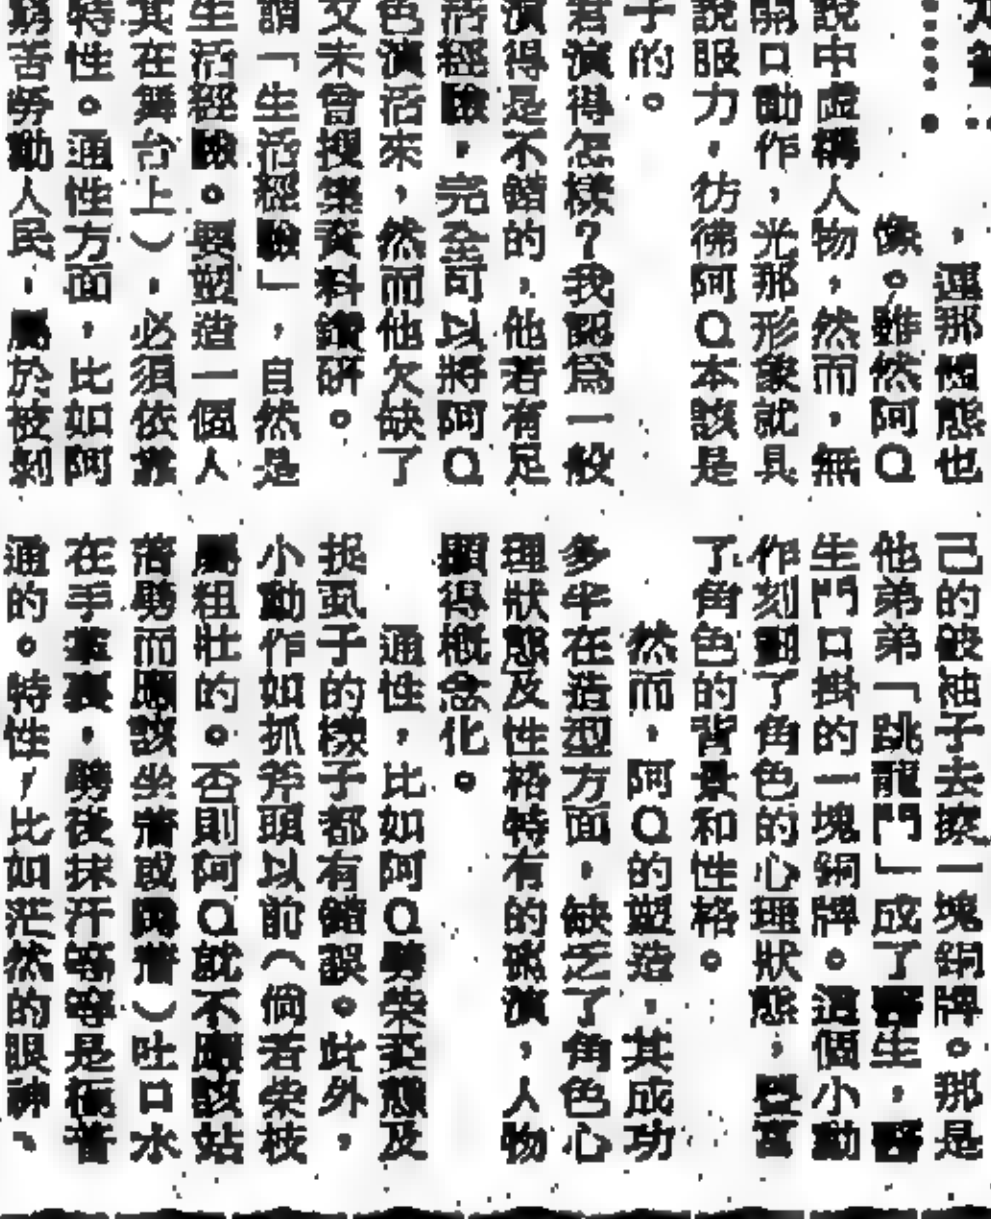 ，連那體態也
像。雖然阿Q
說中虛構人物，然而，無
開口動作，光那形象就具
說服力，彷彿阿Q本該是
子的。
君演得怎樣？我認爲一般
演得是不錯的，他若有足
活經驗，完全可以將阿Q
色演活來，然而他欠缺了
又未曾搜集資料鑽研。
謂「生活經驗」，自然是
生活經驗。要塑造一個人
其在舞台上），必須依靠
特性。通性方面，比如阿
窮苦勞動人民，屬於被剝
己的破袖子去擦一塊銅牌。那是
他弟弟「跳龍門」成了醫生，醫
生門口掛的一塊銅牌。這個小動
作刻劃了角色的心理狀態，豐富
了角色的背景和性格。
然而，阿Q的塑造，其成功
多半在造型方面，缺乏了角色心
理狀態及性格特有的搬演，人物
顯得概念化。
通性，比如阿Q劈柴姿態及
捉虱子的樣子都有錯誤。此外，
小動作如抓斧頭以前（倘若柴枝
屬粗壯的。否則阿Q就不應該站
着劈而應該坐着或蹲着）吐口水
在手掌裏，劈後抹汗等等是極普
通的。特性，比如茫然的眼神、